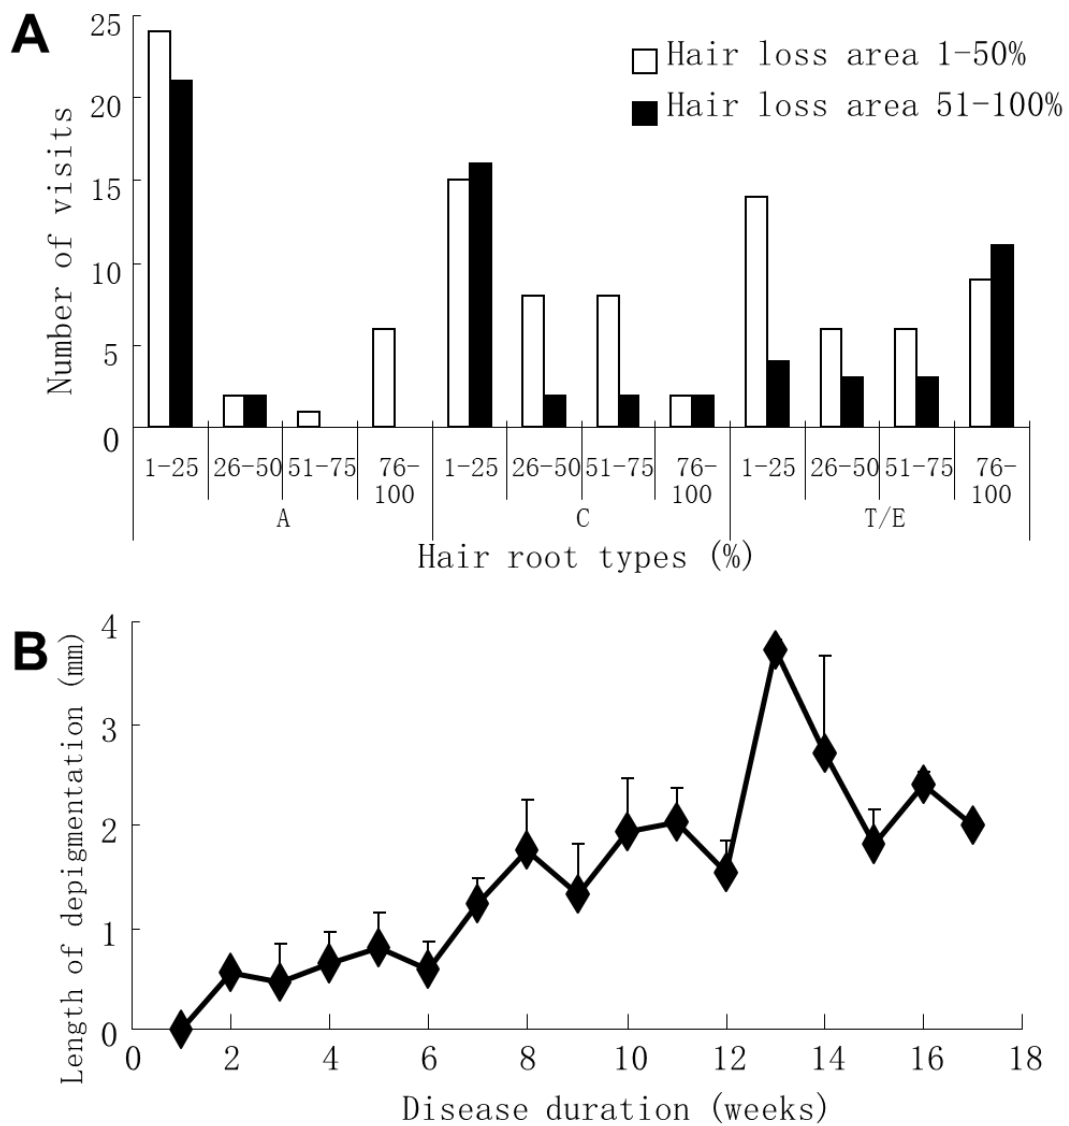 A
25
20
15
10
5
0
Number of visits
Hair loss area 1-50%
Hair loss area 51-100%
1-25 26-50 51-75 76-100 1-25 26-50 51-75 76-100 1-25 26-50 51-75 76-100
A C T/E
Hair root types (%)
B
4
3
2
1
0
Length of depigmentation (mm)
0 2 4 6 8 10 12 14 16 18
Disease duration (weeks)